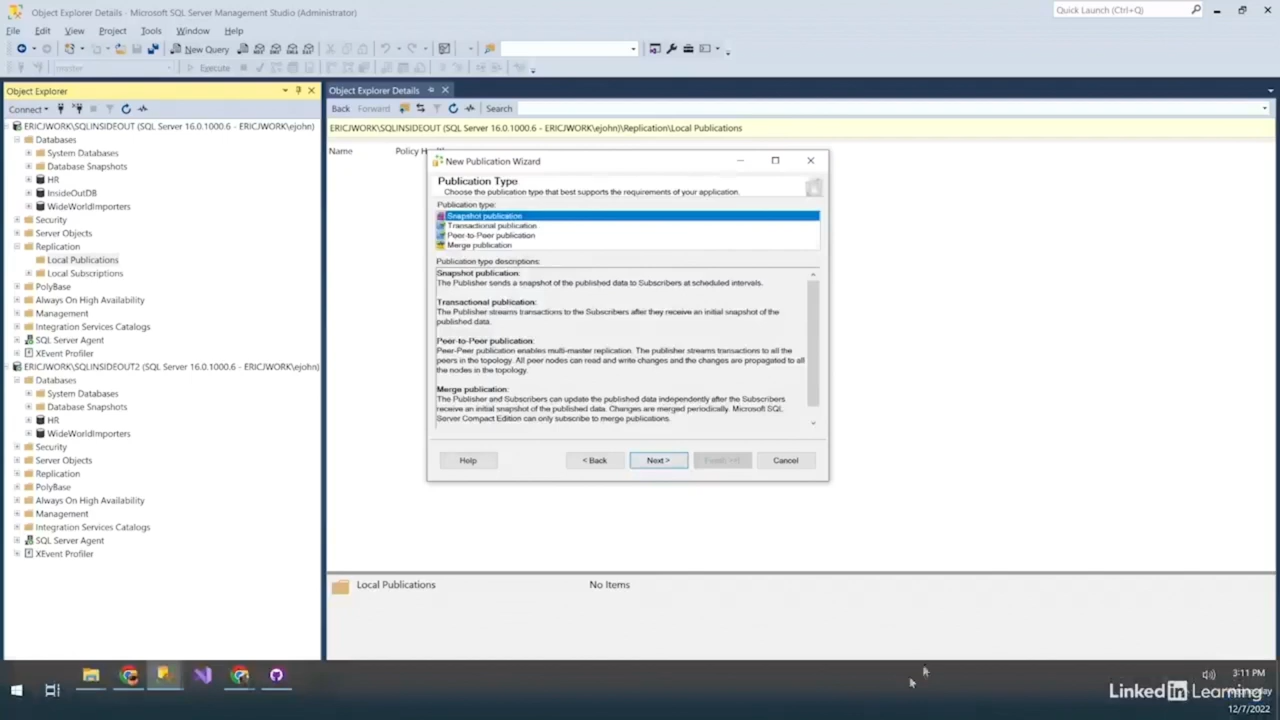 Object Explorer Details - Microsoft SQL Server Management Studio (Administrator)
Quick Launch (Ctrl+Q)
File Edit View Project Tools Window Help
New Query
master
Execute
Object Explorer
Object Explorer Details
Connect
Back Forward Search
ERICJWORK\SQLINSIDEOUT (SQL Server 16.0.1000.6 - ERICJWORK\ejohn)
ERICJWORK\SQLINSIDEOUT (SQL Server 16.0.1000.6 - ERICJWORK\ejohn)\Replication\Local Publications
Databases
System Databases
Database Snapshots
HR
InsideOutDB
WideWorldImporters
Security
Server Objects
Replication
Local Publications
Local Subscriptions
PolyBase
Always On High Availability
Management
Integration Services Catalogs
SQL Server Agent
XEvent Profiler
ERICJWORK\SQLINSIDEOUT2 (SQL Server 16.0.1000.6 - ERICJWORK\ejohn)
Databases
System Databases
Database Snapshots
HR
WideWorldImporters
Security
Server Objects
Replication
PolyBase
Always On High Availability
Management
Integration Services Catalogs
SQL Server Agent
XEvent Profiler
Name Policy
New Publication Wizard
Publication Type
Choose the publication type that best supports the requirements of your application.
Publication type:
Snapshot publication
Transactional publication
Peer-to-Peer publication
Merge publication
Publication type descriptions:
Snapshot publication:
The Publisher sends a snapshot of the published data to Subscribers at scheduled intervals.
Transactional publication:
The Publisher streams transactions to the Subscribers after they receive an initial snapshot of the
published data.
Peer-to-Peer publication:
Peer-Peer publication enables multi-master replication. The publisher streams transactions to all the
peers in the topology. All peer nodes can read and write changes and the changes are propagated to all
the nodes in the topology.
Merge publication:
The Publisher and Subscribers can update the published data independently after the Subscribers
receive an initial snapshot of the published data. Changes are merged periodically. Microsoft SQL
Server Compact Edition can only subscribe to merge publications.
Help < Back Next > Finish >>| Cancel
Local Publications No Items
3:11 PM
LinkedIn Learning
12/7/2022